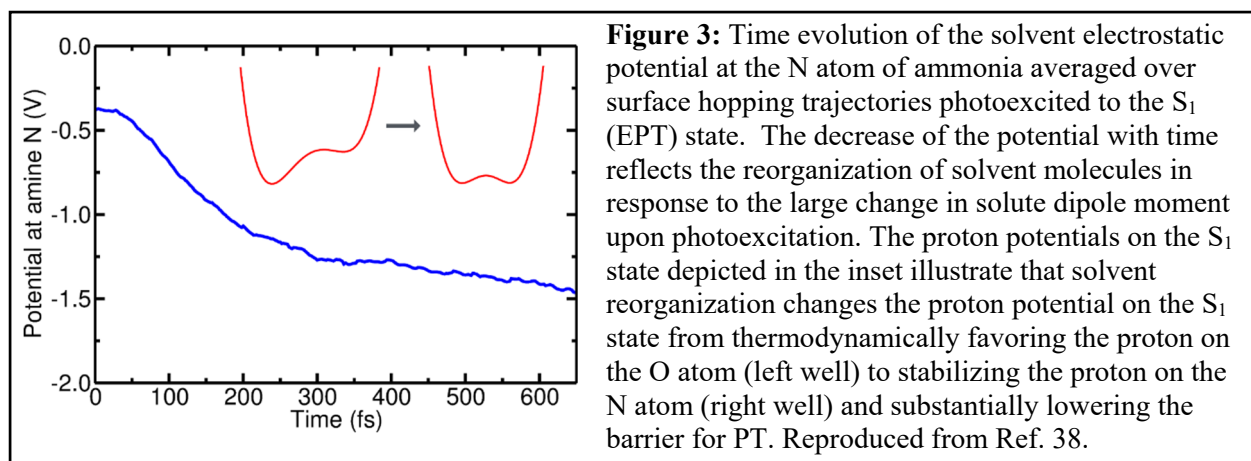 0.0
-0.5
-1.0
-1.5
-2.0
Potential at amine N (V)
0 100 200 300 400 500 600
Time (fs)
Figure 3: Time evolution of the solvent electrostatic
potential at the N atom of ammonia averaged over
surface hopping trajectories photoexcited to the S₁
(EPT) state. The decrease of the potential with time
reflects the reorganization of solvent molecules in
response to the large change in solute dipole moment
upon photoexcitation. The proton potentials on the S₁
state depicted in the inset illustrate that solvent
reorganization changes the proton potential on the S₁
state from thermodynamically favoring the proton on
the O atom (left well) to stabilizing the proton on the
N atom (right well) and substantially lowering the
barrier for PT. Reproduced from Ref. 38.